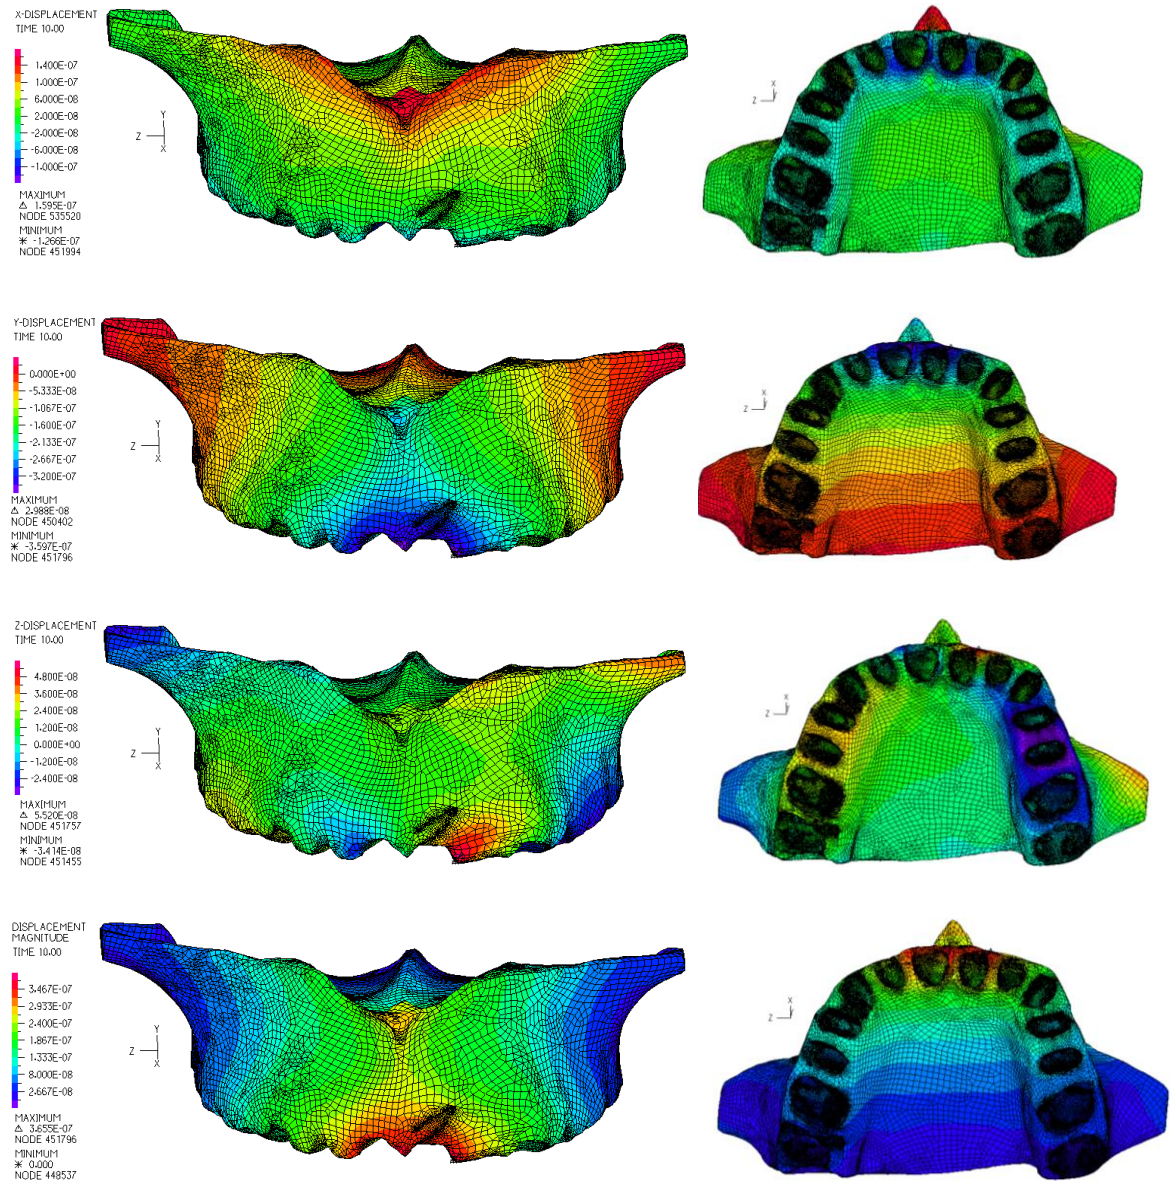 X-DISPLACEMENT
TIME 10.00
1.400E-07
1.000E-07
6.000E-08
2.000E-08
-2.000E-08
-6.000E-08
-1.000E-07
MAXIMUM
Δ 1.595E-07
NODE 535520
MINIMUM
* -1.266E-07
NODE 451994
Y
Z
X
X
Z
Y
Y-DISPLACEMENT
TIME 10.00
0.000E+00
-5.333E-08
-1.067E-07
-1.600E-07
-2.133E-07
-2.667E-07
-3.200E-07
MAXIMUM
Δ 2.988E-08
NODE 450402
MINIMUM
* -3.597E-07
NODE 451796
Y
Z
X
X
Z
Y
Z-DISPLACEMENT
TIME 10.00
4.800E-08
3.600E-08
2.400E-08
1.200E-08
0.000E+00
-1.200E-08
-2.400E-08
MAXIMUM
Δ 5.520E-08
NODE 451757
MINIMUM
* -3.414E-08
NODE 451455
Y
Z
X
X
Z
Y
DISPLACEMENT
MAGNITUDE
TIME 10.00
3.467E-07
2.933E-07
2.400E-07
1.867E-07
1.333E-07
8.000E-08
2.667E-08
MAXIMUM
Δ 3.655E-07
NODE 451796
MINIMUM
* 0.000
NODE 448537
Y
Z
X
X
Z
Y